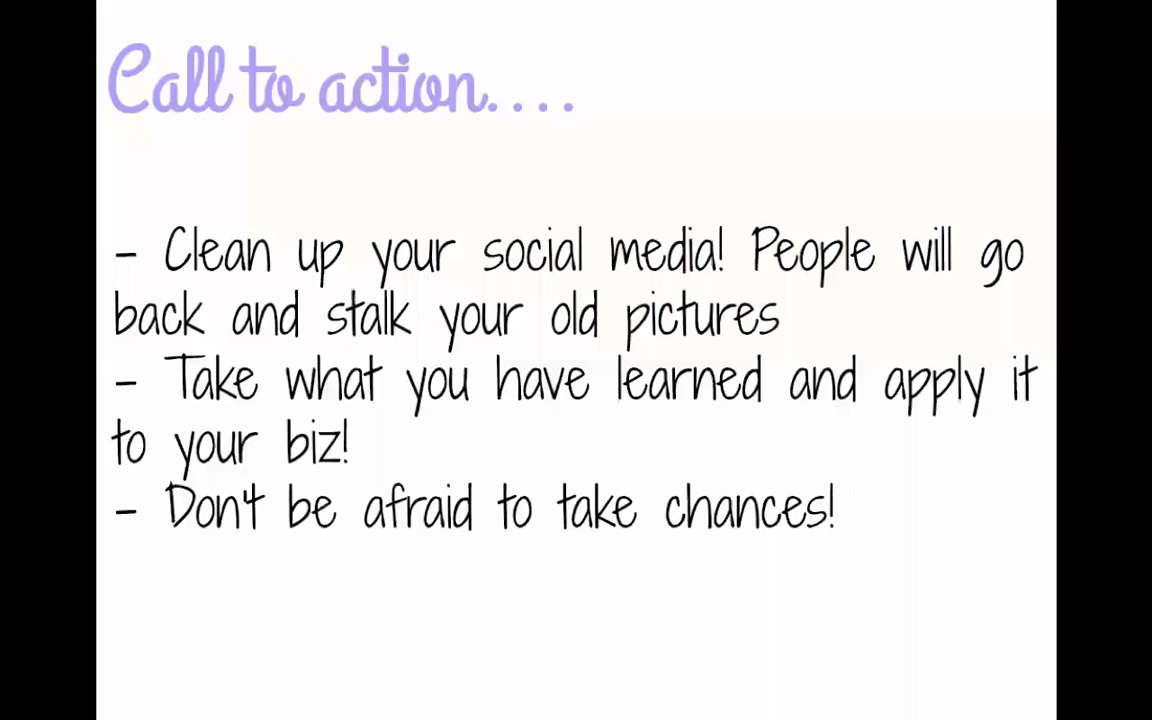 Call to action....
- Clean up your social media! People will go
back and stalk your old pictures
- Take what you have learned and apply it
to your biz!
- Don't be afraid to take chances!